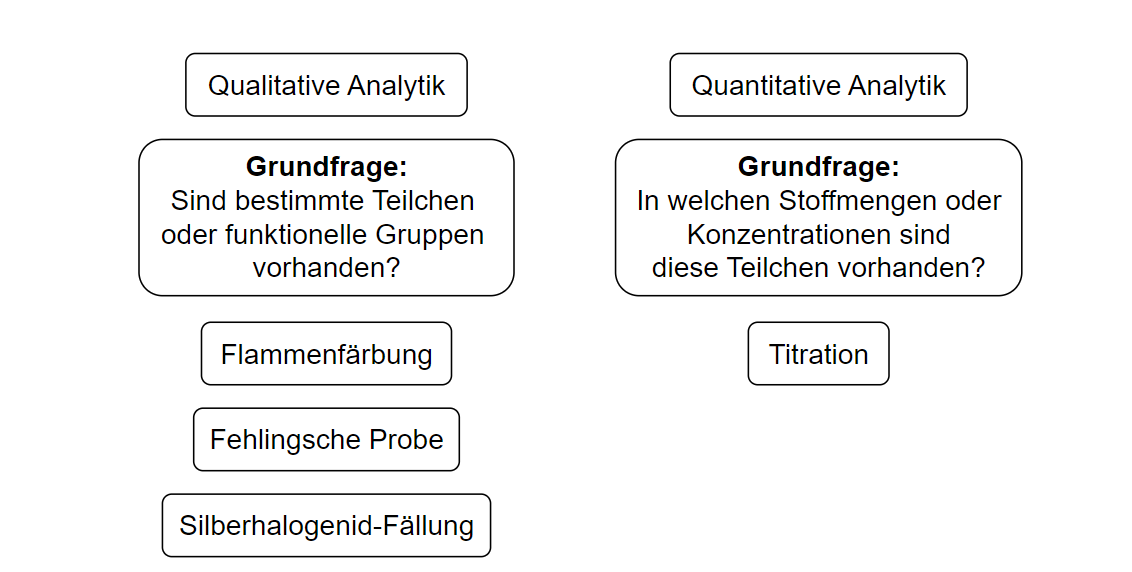 Qualitative Analytik
Grundfrage:
Sind bestimmte Teilchen
oder funktionelle Gruppen
vorhanden?
Flammenfärbung
Fehlingsche Probe
Silberhalogenid-Fällung
Quantitative Analytik
Grundfrage:
In welchen Stoffmengen oder
Konzentrationen sind
diese Teilchen vorhanden?
Titration